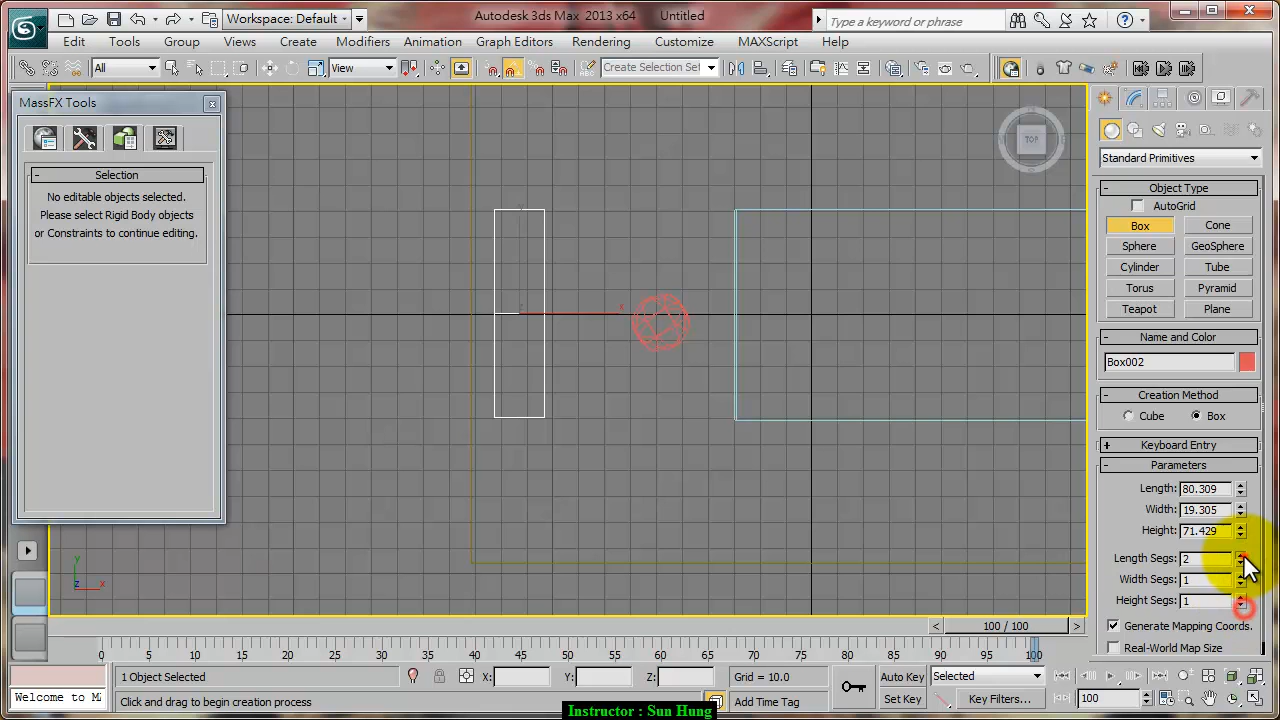 Workspace: Default
Autodesk 3ds Max 2013 x64 Untitled
Type a keyword or phrase
Edit Tools Group Views Create Modifiers Animation Graph Editors Rendering Customize MAXScript Help
All
View
Create Selection Set
MassFX Tools
Selection
No editable objects selected.
Please select Rigid Body objects
or Constraints to continue editing.
TOP
x
y
x
z
Standard Primitives
Object Type
AutoGrid
Box Cone
Sphere GeoSphere
Cylinder Tube
Torus Pyramid
Teapot Plane
Name and Color
Box002
Creation Method
Cube Box
Keyboard Entry
Parameters
Length: 80.309
Width: 19.305
Height: 71.429
Length Segs: 2
Width Segs: 1
Height Segs: 1
Generate Mapping Coords.
Real-World Map Size
< 100 / 100 >
0 5 10 15 20 25 30 35 40 45 50 55 60 65 70 75 80 85 90 95 100
1 Object Selected X: Y: Z: Grid = 10.0 Auto Key Selected
Welcome to MA Click and drag to begin creation process Add Time Tag Set Key Key Filters... 100
Instructor : Sun Hung